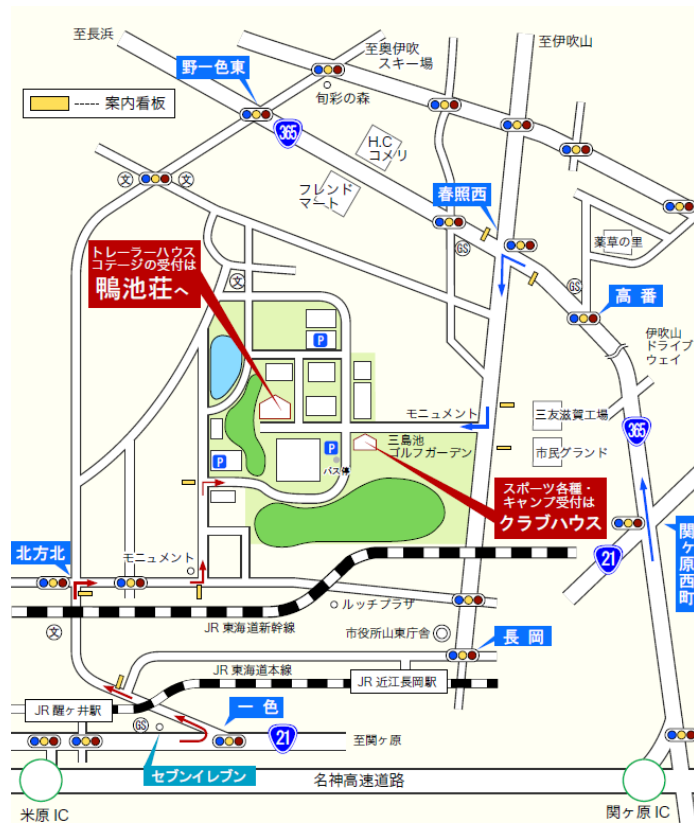 至長浜
野一色東
至奥伊吹
スキー場
至伊吹山
旬彩の森
----- 案内看板
365
H.C
コメリ
文
文
フレンド
マート
春照西
GS
薬草の里
トレーラーハウス
コテージの受付は
鴨池荘へ
文
GS
高番
伊吹山
ドライブ
ウェイ
P
モニュメント
三友滋賀工場
365
三島池
ゴルフガーデン
市民グランド
P
P
バス停
スポーツ各種・
キャンプ受付は
クラブハウス
北方北
モニュメント
21
関ヶ原西町
ルッチプラザ
文
JR 東海道新幹線
市役所山東庁舎
長岡
JR 東海道本線
JR 近江長岡駅
JR 醒ヶ井駅
GS
一色
21
至関ヶ原
セブンイレブン
名神高速道路
米原 IC
関ヶ原 IC